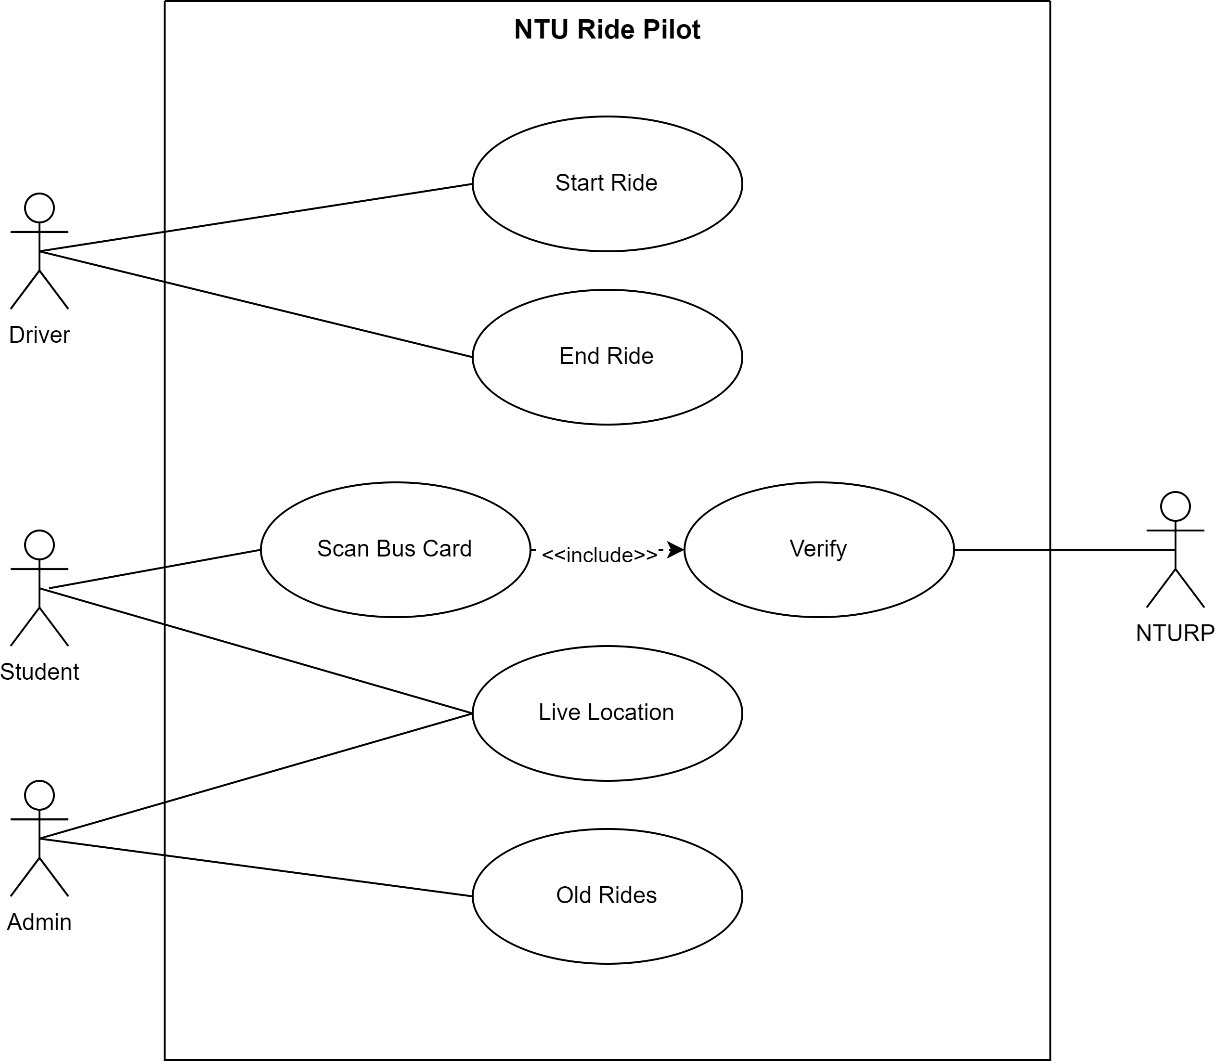 NTU Ride Pilot
Start Ride
Driver
End Ride
Scan Bus Card
<<include>>
Verify
NTURP
Student
Live Location
Admin
Old Rides